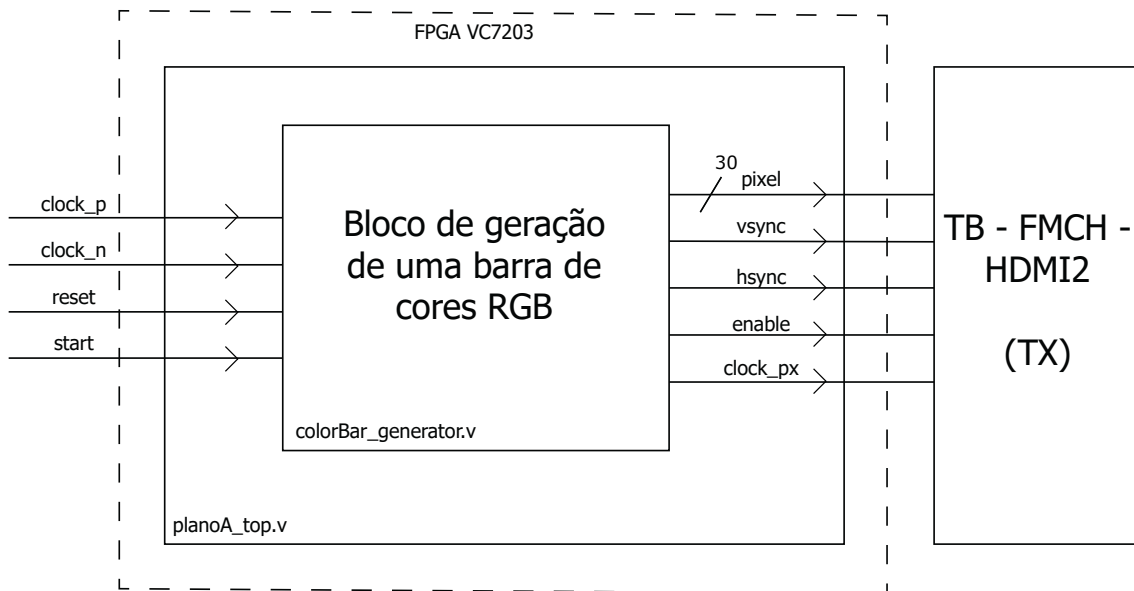 FPGA VC7203
clock_p
clock_n
reset
start
Bloco de geração
de uma barra de
cores RGB
colorBar_generator.v
planoA_top.v
30
pixel
vsync
hsync
enable
clock_px
TB - FMCH -
HDMI2
(TX)